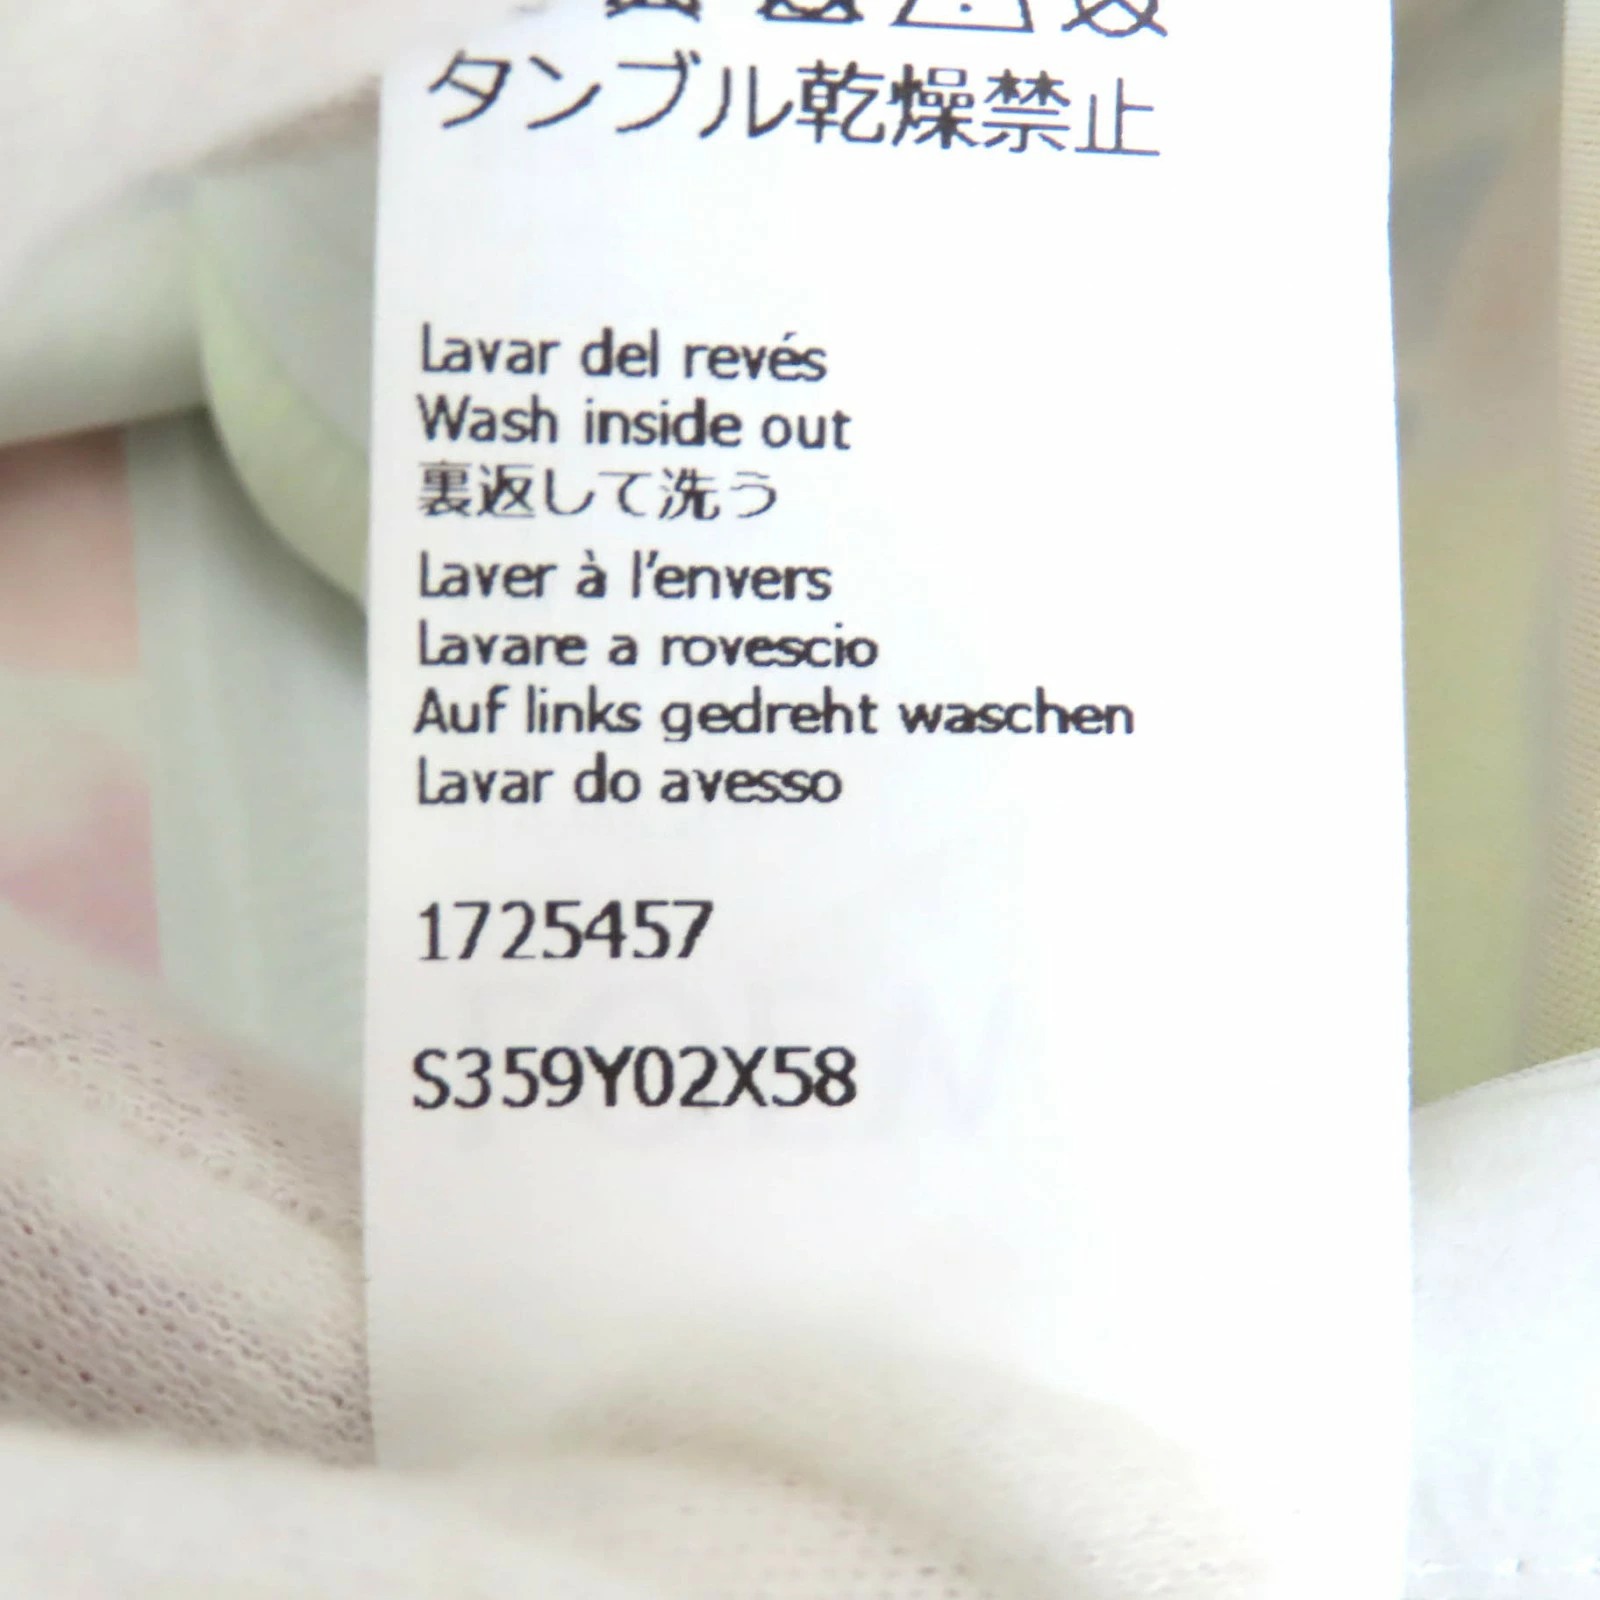 タンブル乾燥禁止
Lavar del revés
Wash inside out
裏返して洗う
Laver à l'envers
Lavare a rovescio
Auf links gedreht waschen
Lavar do avesso
1725457
S359Y02X58